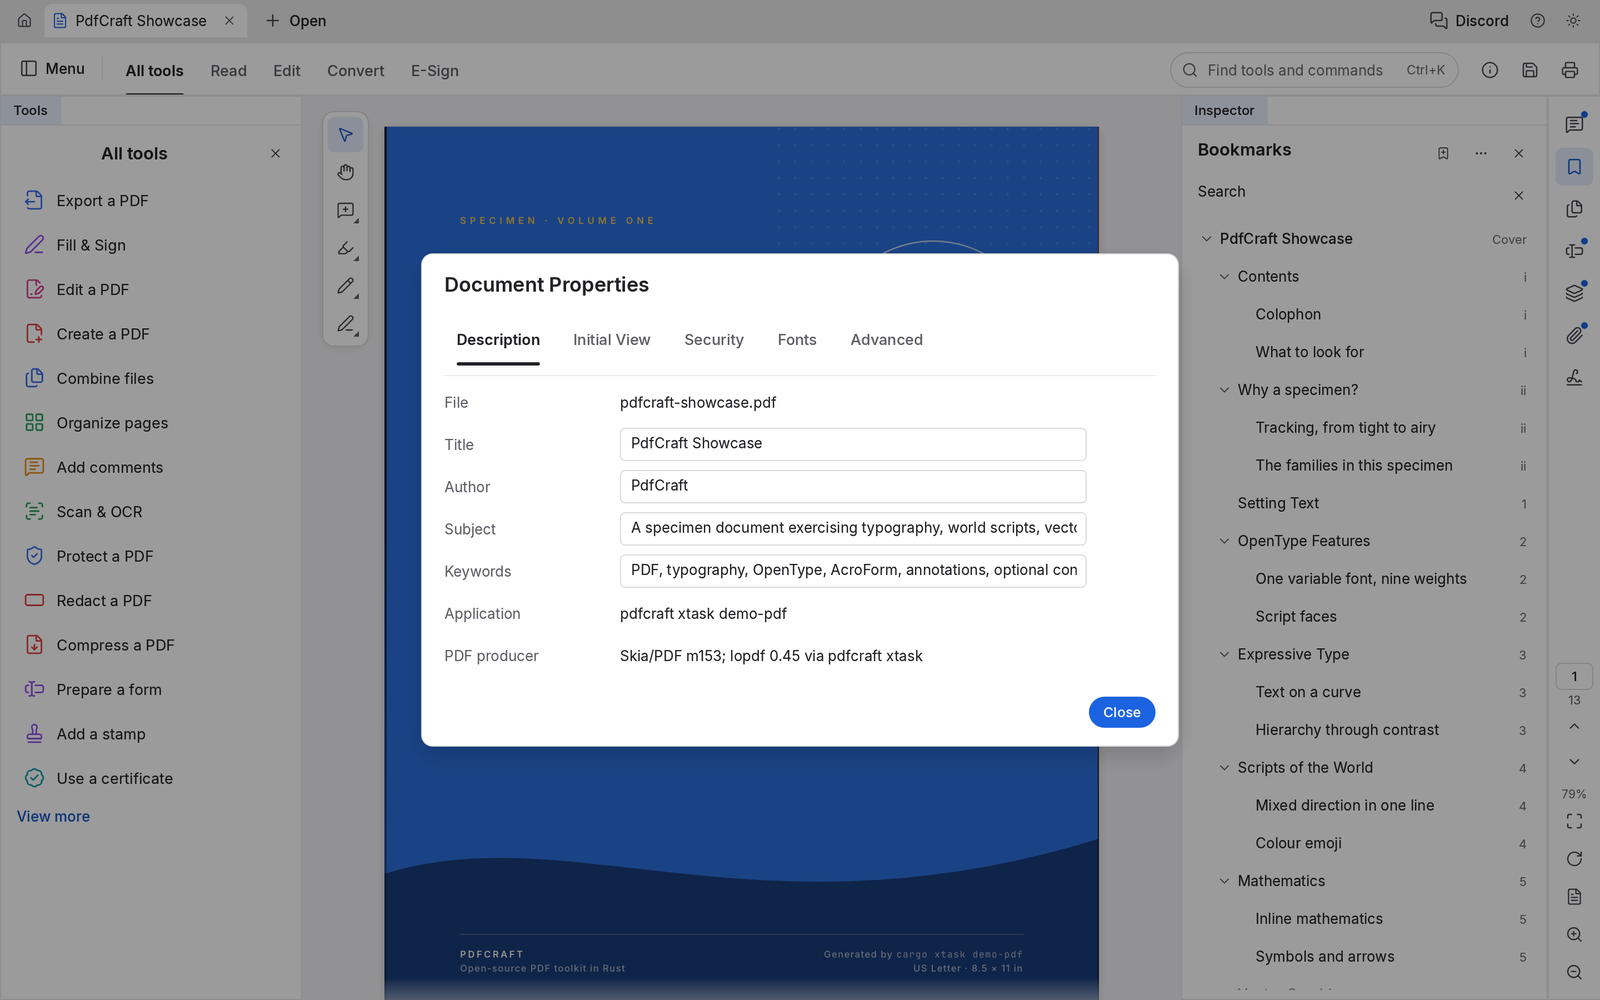 PdfCraft Showcase
Open
Discord
Menu
All tools
Read
Edit
Convert
E-Sign
Find tools and commands
Ctrl+K
Tools
All tools
Export a PDF
Fill & Sign
Edit a PDF
Create a PDF
Combine files
Organize pages
Add comments
Scan & OCR
Protect a PDF
Redact a PDF
Compress a PDF
Prepare a form
Add a stamp
Use a certificate
View more
SPECIMEN · VOLUME ONE
Document Properties
Description
Initial View
Security
Fonts
Advanced
File
pdfcraft-showcase.pdf
Title
PdfCraft Showcase
Author
PdfCraft
Subject
A specimen document exercising typography, world scripts,
Keywords
PDF, typography, OpenType, AcroForm, annotations, optional
Application
pdfcraft xtask demo-pdf
PDF producer
Skia/PDF m153; lopdf 0.45 via pdfcraft xtask
Close
PDFCRAFT
Open-source PDF toolkit in Rust
Generated by cargo xtask demo-pdf
US Letter · 8.5 × 11 in
Inspector
Bookmarks
Search
PdfCraft Showcase Cover
Contents i
Colophon i
What to look for i
Why a specimen? ii
Tracking, from tight to airy ii
The families in this specimen ii
Setting Text 1
OpenType Features 2
One variable font, nine weights 2
Script faces 2
Expressive Type 3
Text on a curve 3
Hierarchy through contrast 3
Scripts of the World 4
Mixed direction in one line 4
Colour emoji 4
Mathematics 5
Inline mathematics 5
Symbols and arrows 5
1
13
79%